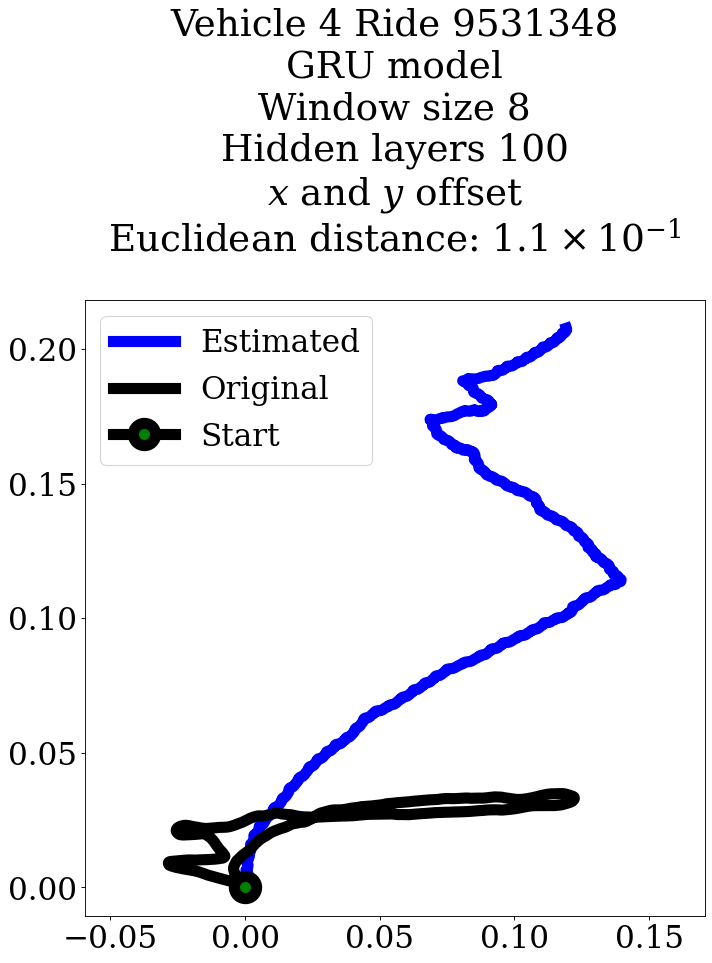 Vehicle 4 Ride 9531348
GRU model
Window size 8
Hidden layers 100
x and y offset
Euclidean distance: 1.1 × 10⁻¹
Estimated
Original
Start
0.20
0.15
0.10
0.05
0.00
−0.05 0.00 0.05 0.10 0.15